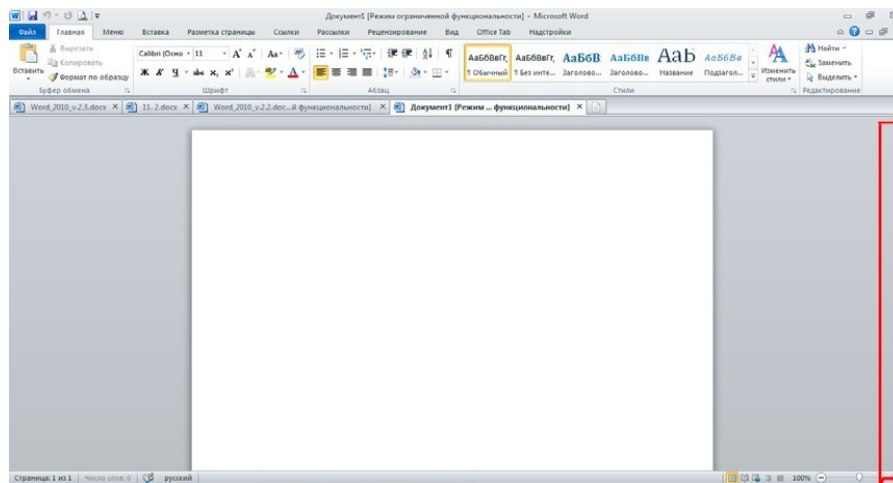 Документ1 [Режим ограниченной функциональности] - Microsoft Word
Файл Главная Меню Вставка Разметка страницы Ссылки Рассылки Рецензирование Вид Office Tab Надстройки
Вставить Вырезать Копировать Формат по образцу
Calibri (Осно 11
Ж К Ч abc x, x²
АаБбВвГг, АаБбВвГг, АаБбВ АаБбВв АаБ АаБбВв
¶ Обычный ¶ Без инте... Заголово... Заголово... Название Подзагол...
Изменить стили
Найти
Заменить
Выделить
Буфер обмена Шрифт Абзац Стили Редактирование
Word_2010_v.2.3.docx 11. 2.docx Word_2010_v.2.2.doc...й функциональности] Документ1 [Режим ... функциональности]
Страница: 1 из 1 Число слов: 0 русский 100%